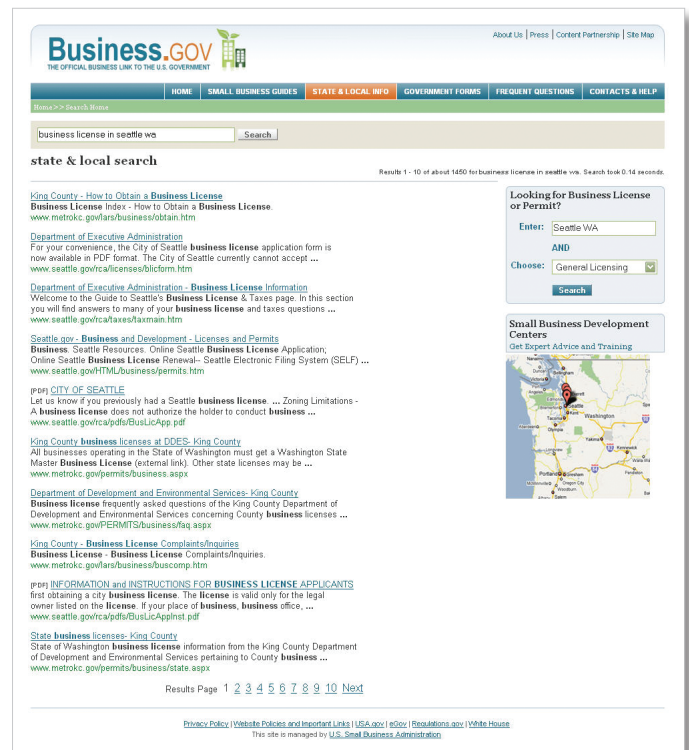 About Us | Press | Content Partnership | Site Map
Business.GOV
THE OFFICIAL BUSINESS LINK TO THE U.S. GOVERNMENT
HOME SMALL BUSINESS GUIDES STATE & LOCAL INFO GOVERNMENT FORMS FREQUENT QUESTIONS CONTACTS & HELP
Home>> Search Home
business license in seattle wa Search
state & local search
Results 1 - 10 of about 1450 for business license in seattle wa. Search took 0.14 seconds.
King County - How to Obtain a Business License
Business License Index - How to Obtain a Business License.
www.metrokc.gov/lars/business/obtain.htm
Department of Executive Administration
For your convenience, the City of Seattle business license application form is
now available in PDF format. The City of Seattle currently cannot accept ...
www.seattle.gov/rca/licenses/blicform.htm
Department of Executive Administration - Business License Information
Welcome to the Guide to Seattle's Business License & Taxes page. In this section
you will find answers to many of your business license and taxes questions ...
www.seattle.gov/rca/taxes/taxmain.htm
Seattle.gov - Business and Development - Licenses and Permits
Business. Seattle Resources. Online Seattle Business License Application;
Online Seattle Business License Renewal-- Seattle Electronic Filing System (SELF) ...
www.seattle.gov/HTML/business/permits.htm
[PDF] CITY OF SEATTLE
Let us know if you previously had a Seattle business license. ... Zoning Limitations -
A business license does not authorize the holder to conduct business ...
www.seattle.gov/rca/pdfs/BusLicApp.pdf
King County business licenses at DDES- King County
All businesses operating in the State of Washington must get a Washington State
Master Business License (external link). Other state licenses may be ...
www.metrokc.gov/permits/business.aspx
Department of Development and Environmental Services- King County
Business license frequently asked questions of the King County Department of
Development and Environmental Services concerning County business licenses ...
www.metrokc.gov/PERMITS/business/faq.aspx
King County - Business License Complaints/Inquiries
Business License - Business License Complaints/Inquiries.
www.metrokc.gov/lars/business/buscomp.htm
[PDF] INFORMATION and INSTRUCTIONS FOR BUSINESS LICENSE APPLICANTS
first obtaining a city business license. The license is valid only for the legal
owner listed on the license. If your place of business, business office, ...
www.seattle.gov/rca/pdfs/BusLicAppInst.pdf
State business licenses- King County
State of Washington business license information from the King County Department
of Development and Environmental Services pertaining to County business ...
www.metrokc.gov/permits/business/state.aspx
Results Page 1 2 3 4 5 6 7 8 9 10 Next
Looking for Business License
or Permit?
Enter: Seattle WA
AND
Choose: General Licensing
Search
Small Business Development
Centers
Get Expert Advice and Training
Nanaimo
Duncan Bellingham
Victoria
Everett
Seattle
Kent
Tacoma
Washington
Aberdeen
Olympia
Yakima
Kennewick
Longview
Walla
Portland Gresham
McMinnville Oregon City
Woodburn
Salem
Albany
Privacy Policy | Website Policies and Important Links | USA.gov | eGov | Regulations.gov | White House
This site is managed by U.S. Small Business Administration